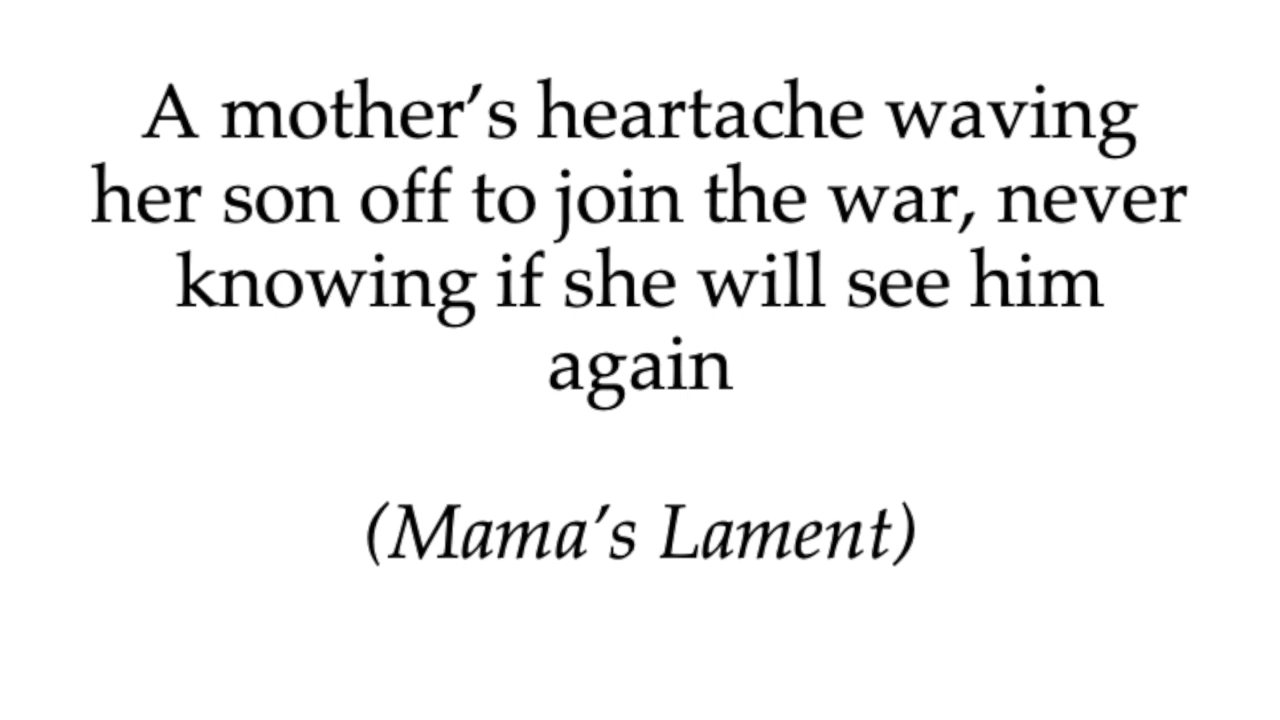 A mother’s heartache waving
her son off to join the war, never
knowing if she will see him
again
(Mama’s Lament)